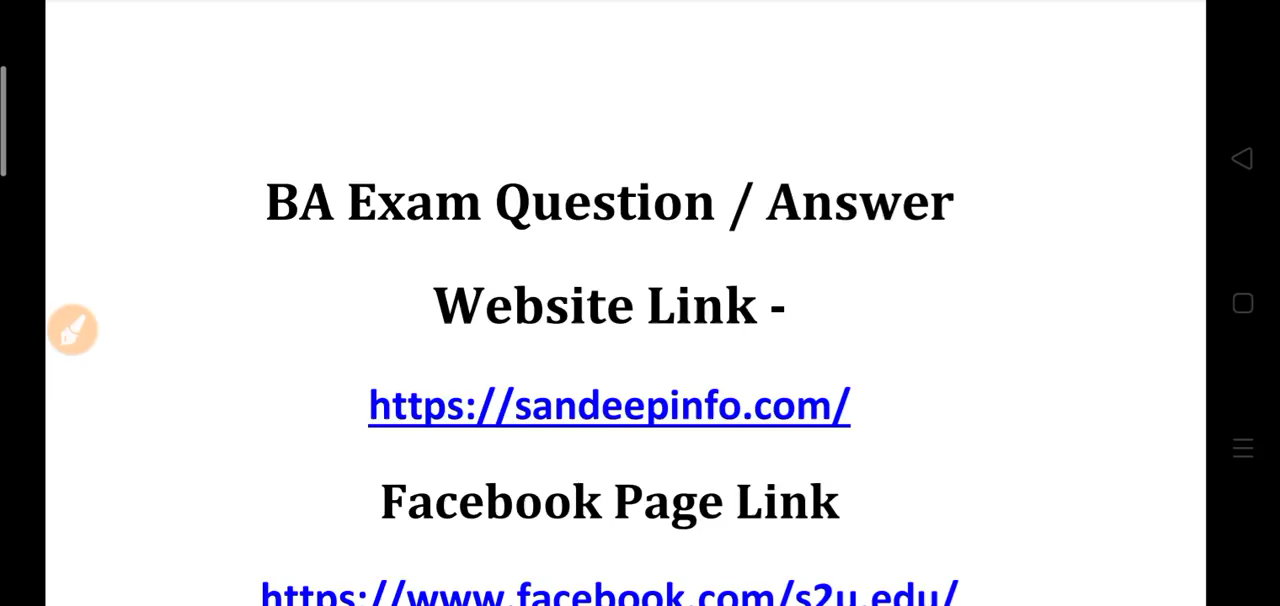 BA Exam Question / Answer
Website Link -
https://sandeepinfo.com/
Facebook Page Link
https://www.facebook.com/s2u.edu/